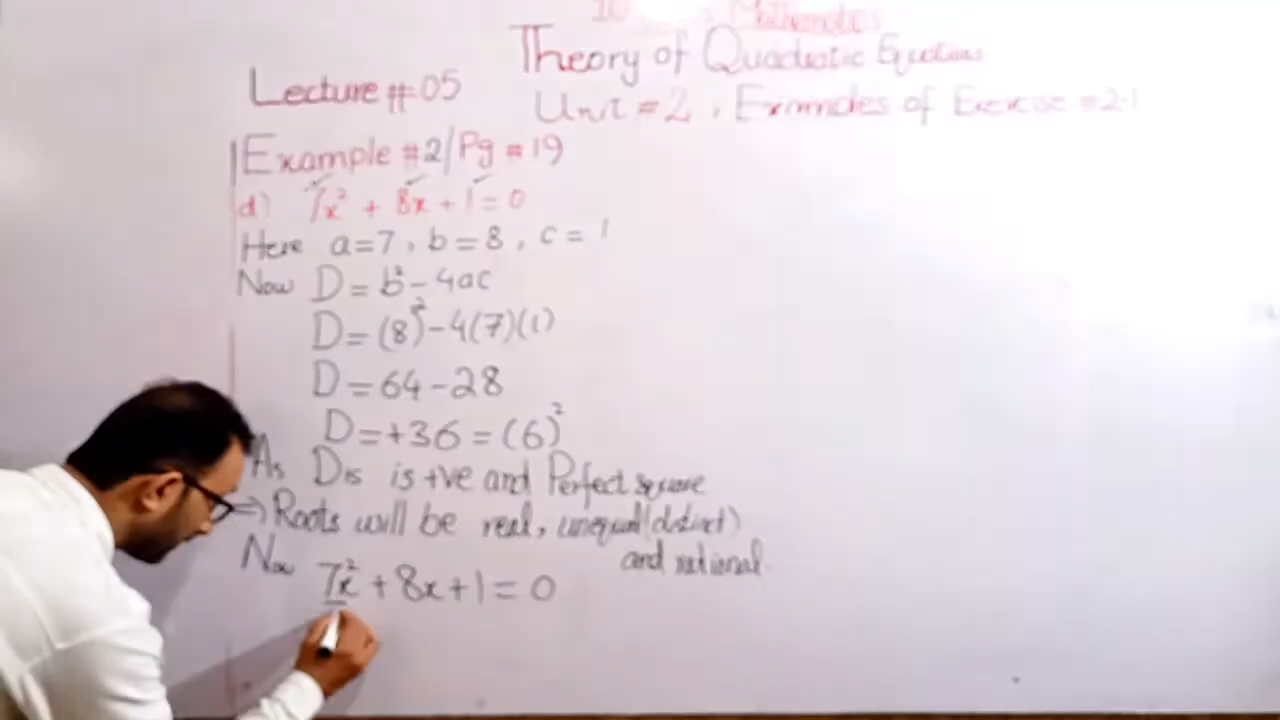 Mathematics
Theory of Quadratic Equations
Lecture # 05
Unit = 2 , Examples of Exercise # 2.1
Example #2/Pg # 19
d) 7x² + 8x + 1 = 0
Here a=7 , b=8 , c=1
Now D = b² - 4ac
D = (8)² - 4(7)(1)
D = 64 - 28
D = +36 = (6)²
As Dis is +ve and Perfect square
⇒ Roots will be real, unequal (distinct)
and rational
Now 7x² + 8x + 1 = 0